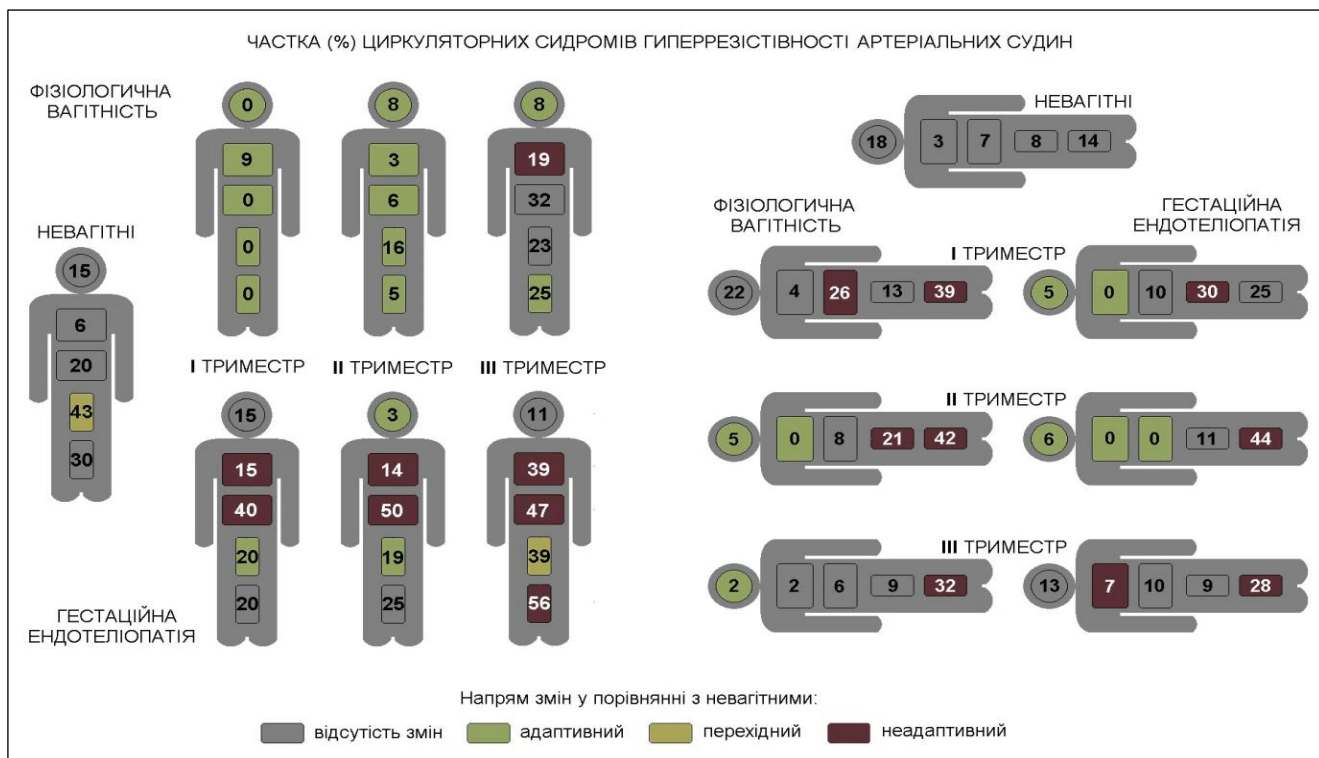 ЧАСТКА (%) ЦИРКУЛЯТОРНИХ СИДРОМІВ ГИПЕРРЕЗІСТІВНОСТІ АРТЕРІАЛЬНИХ СУДИН
ФІЗІОЛОГИЧНА
ВАГІТНІСТЬ
0
8
8
9
3
19
0
6
32
0
16
23
0
5
25
НЕВАГІТНІ
15
6
20
43
30
I ТРИМЕСТР
II ТРИМЕСТР
III ТРИМЕСТР
15
3
11
15
14
39
40
50
47
20
19
39
20
25
56
ГЕСТАЦІЙНА
ЕНДОТЕЛІОПАТІЯ
НЕВАГІТНІ
18 3 7 8 14
ФІЗІОЛОГИЧНА
ВАГІТНІСТЬ
ГЕСТАЦІЙНА
ЕНДОТЕЛІОПАТІЯ
I ТРИМЕСТР
22 4 26 13 39
5 0 10 30 25
II ТРИМЕСТР
5 0 8 21 42
6 0 0 11 44
III ТРИМЕСТР
2 2 6 9 32
13 7 10 9 28
Напрям змін у порівнянні з невагітними:
відсутість змін
адаптивний
перехідний
неадаптивний